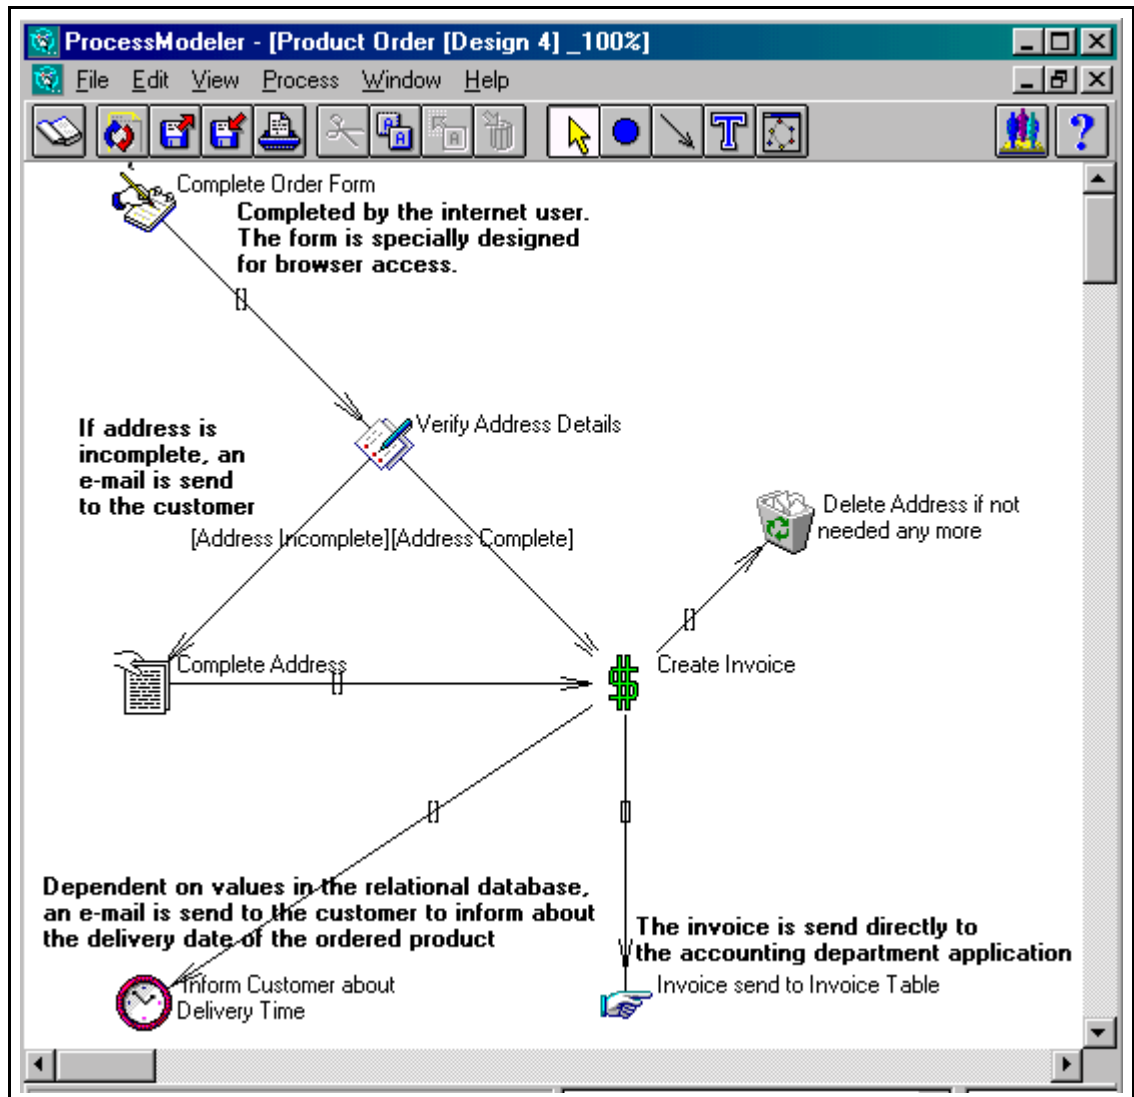 ProcessModeler - [Product Order [Design 4] _100%]
File Edit View Process Window Help
Complete Order Form
Completed by the internet user.
The form is specially designed
for browser access.
[]
If address is
incomplete, an
e-mail is send
to the customer
Verify Address Details
[Address Incomplete][Address Complete]
Delete Address if not
needed any more
[]
Complete Address
[]
Create Invoice
[]
[]
Dependent on values in the relational database,
an e-mail is send to the customer to inform about
the delivery date of the ordered product
The invoice is send directly to
the accounting department application
Inform Customer about
Delivery Time
Invoice send to Invoice Table